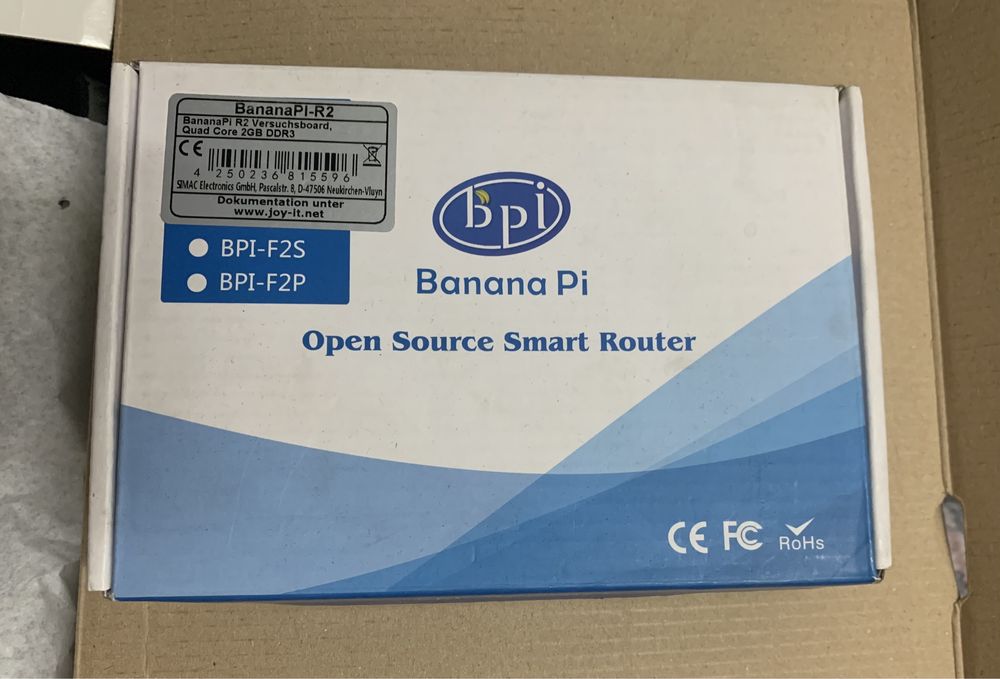 BananaPI-R2
BananaPi R2 Versuchsboard,
Quad Core 2GB DDR3
CE
4 250236 815596
SIMAC Electronics GmbH, Pascalstr. 8, D-47506 Neukirchen-Vluyn
Dokumentation unter
www.joy-it.net
BPI-F2S
BPI-F2P
bpi
Banana Pi
Open Source Smart Router
CE FC RoHs